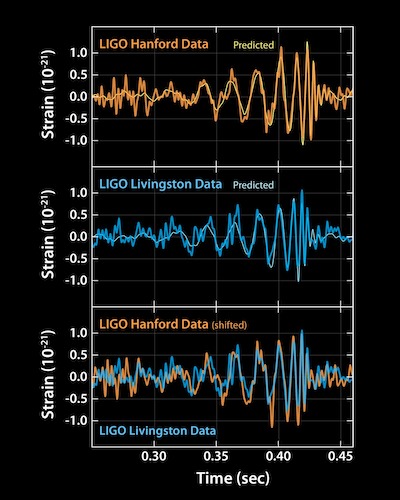 LIGO Hanford Data Predicted
1.0
0.5
0.0
-0.5
-1.0
Strain (10⁻²¹)
LIGO Livingston Data Predicted
1.0
0.5
0.0
-0.5
-1.0
Strain (10⁻²¹)
LIGO Hanford Data (shifted)
1.0
0.5
0.0
-0.5
-1.0
Strain (10⁻²¹)
LIGO Livingston Data
0.30 0.35 0.40 0.45
Time (sec)